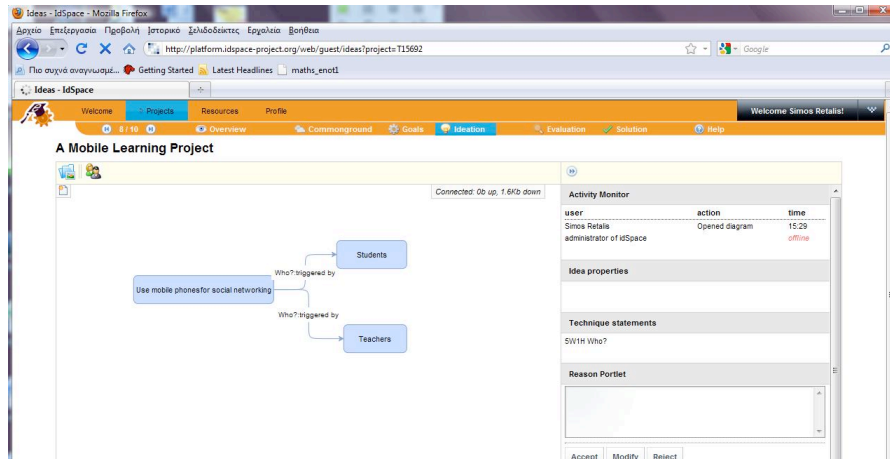 Ideas - IdSpace - Mozilla Firefox
Αρχείο Επεξεργασία Προβολή Ιστορικό Σελιδοδείκτες Εργαλεία Βοήθεια
http://platform.idspace-project.org/web/guest/ideas?project=T15692
Google
Πιο συχνά αναγνωσμέ... Getting Started Latest Headlines maths_enot1
Ideas - IdSpace
Welcome Projects Resources Profile Welcome Simos Retalis!
8 / 10 Overview Commonground Goals Ideation Evaluation Solution Help
A Mobile Learning Project
Connected: 0b up, 1.6Kb down
Students
Who?:triggered by
Use mobile phonesfor social networking
Who?:triggered by
Teachers
Activity Monitor
user action time
Simos Retalis Opened diagram 15:29
administrator of idSpace offline
Idea properties
Technique statements
5W1H Who?
Reason Portlet
Accept Modify Reject